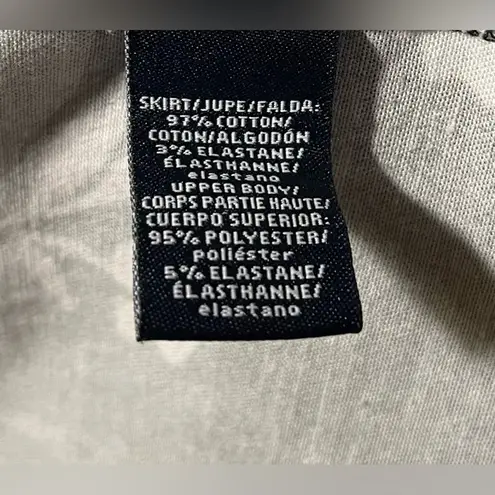 SKIRT/JUPE/FALDA:
97% COTTON/
COTON/ALGODÓN
3% ELASTANE/
ÉLASTHANNE/
elastano
UPPER BODY/
CORPS PARTIE HAUTE/
CUERPO SUPERIOR:
95% POLYESTER/
poliéster
5% ELASTANE/
ÉLASTHANNE/
elastano